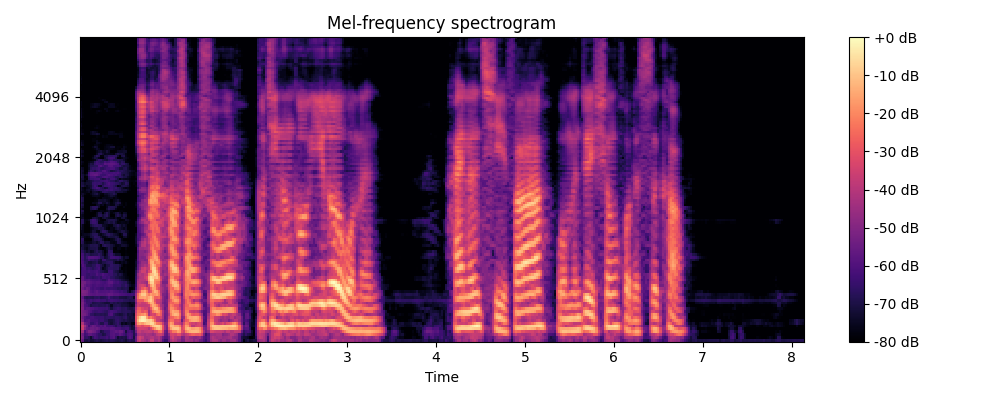 Mel-frequency spectrogram
+0 dB
-10 dB
-20 dB
-30 dB
-40 dB
-50 dB
-60 dB
-70 dB
-80 dB
4096
2048
1024
512
0
Hz
0 1 2 3 4 5 6 7 8
Time